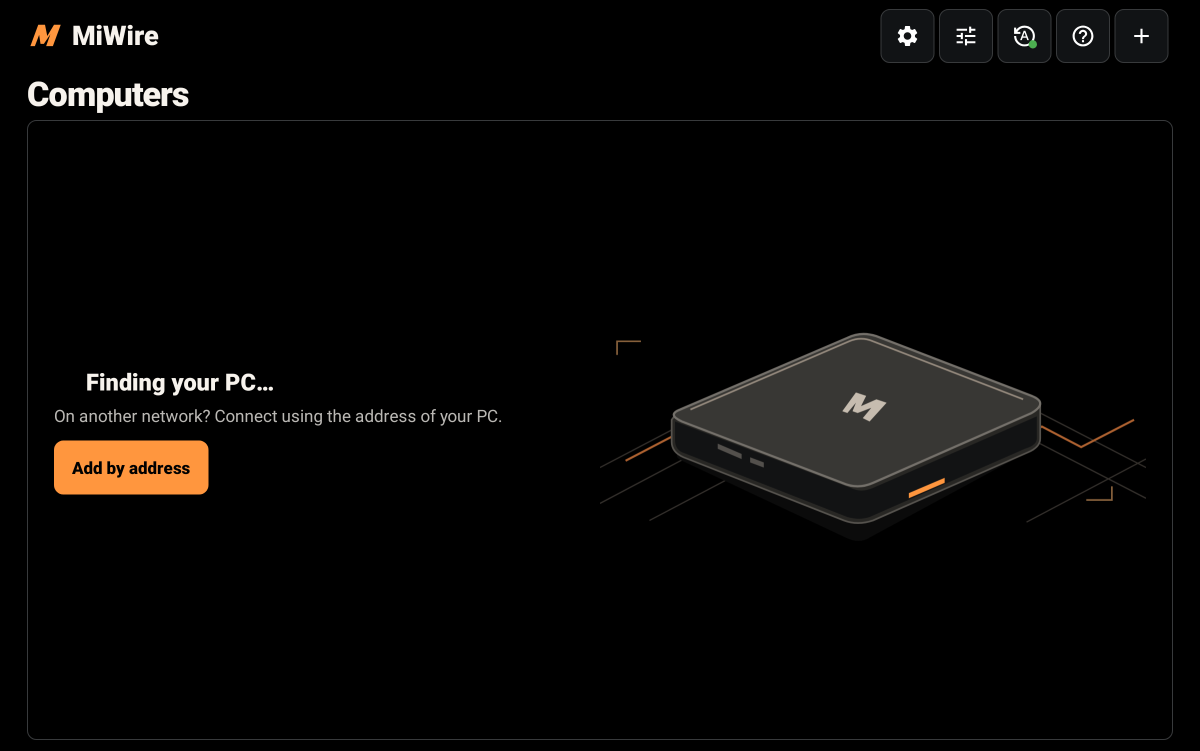 MiWire
Computers
Finding your PC...
On another network? Connect using the address of your PC.
Add by address